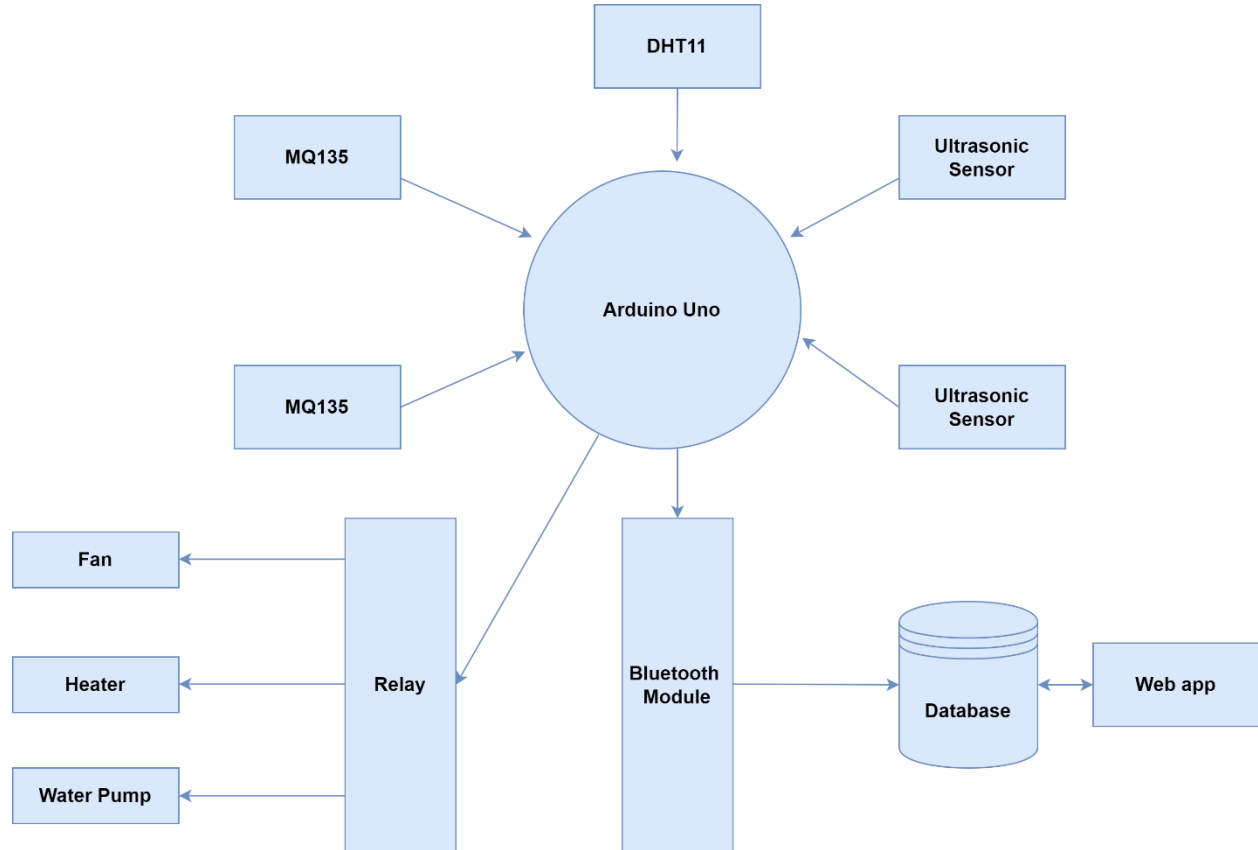 DHT11
MQ135
Ultrasonic
Sensor
Arduino Uno
MQ135
Ultrasonic
Sensor
Fan
Heater
Water Pump
Relay
Bluetooth
Module
Database
Web app